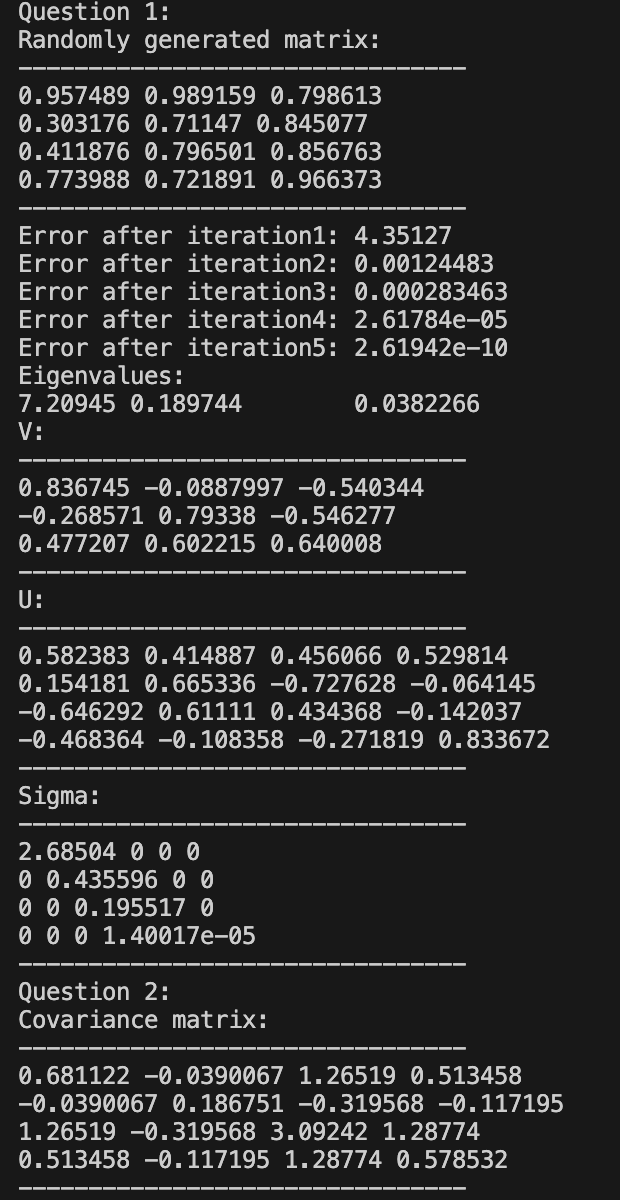 Question 1:
Randomly generated matrix:
--------------------------------
0.957489 0.989159 0.798613
0.303176 0.71147 0.845077
0.411876 0.796501 0.856763
0.773988 0.721891 0.966373
--------------------------------
Error after iteration1: 4.35127
Error after iteration2: 0.00124483
Error after iteration3: 0.000283463
Error after iteration4: 2.61784e-05
Error after iteration5: 2.61942e-10
Eigenvalues:
7.20945 0.189744        0.0382266
V:
--------------------------------
0.836745 -0.0887997 -0.540344
-0.268571 0.79338 -0.546277
0.477207 0.602215 0.640008
--------------------------------
U:
--------------------------------
0.582383 0.414887 0.456066 0.529814
0.154181 0.665336 -0.727628 -0.064145
-0.646292 0.61111 0.434368 -0.142037
-0.468364 -0.108358 -0.271819 0.833672
--------------------------------
Sigma:
--------------------------------
2.68504 0 0 0
0 0.435596 0 0
0 0 0.195517 0
0 0 0 1.40017e-05
--------------------------------
Question 2:
Covariance matrix:
--------------------------------
0.681122 -0.0390067 1.26519 0.513458
-0.0390067 0.186751 -0.319568 -0.117195
1.26519 -0.319568 3.09242 1.28774
0.513458 -0.117195 1.28774 0.578532
--------------------------------